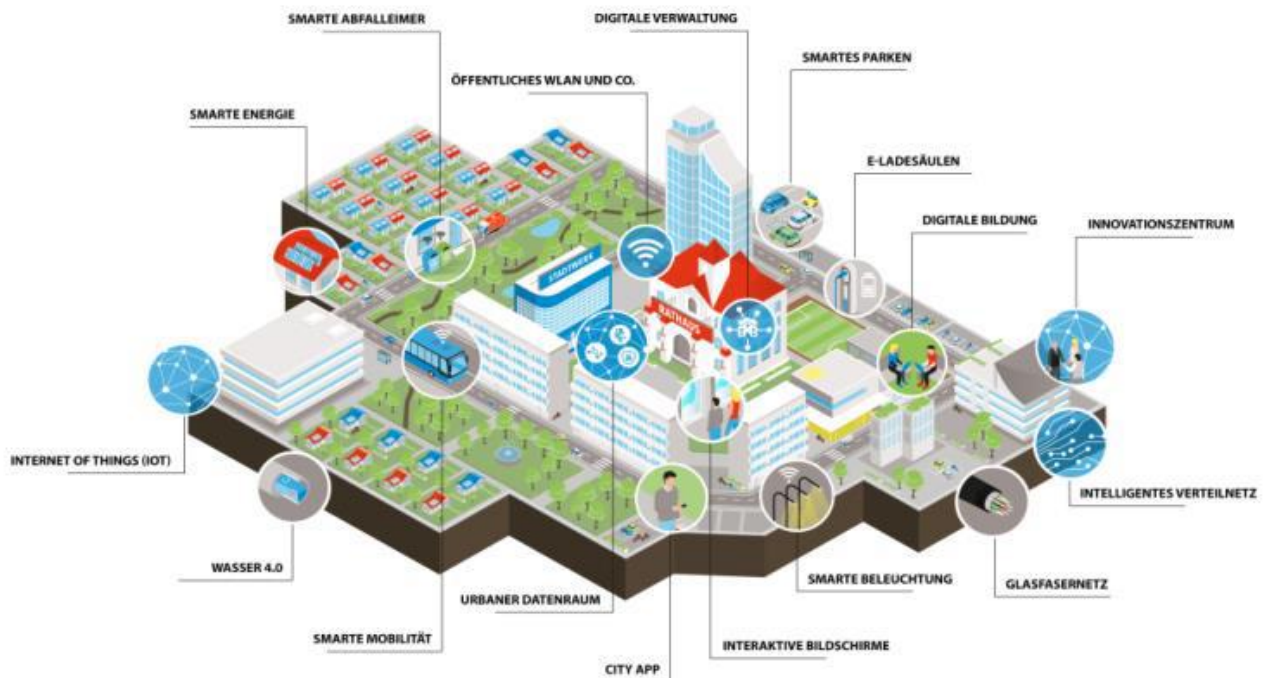 SMARTE ABFALLEIMER
DIGITALE VERWALTUNG
SMARTES PARKEN
ÖFFENTLICHES WLAN UND CO.
SMARTE ENERGIE
E-LADESÄULEN
DIGITALE BILDUNG
INNOVATIONSZENTRUM
STADTWERK
RATHAUS
INTERNET OF THINGS (IOT)
INTELLIGENTES VERTEILNETZ
WASSER 4.0
SMARTE BELEUCHTUNG
GLASFASERNETZ
URBANER DATENRAUM
SMARTE MOBILITÄT
INTERAKTIVE BILDSCHIRME
CITY APP